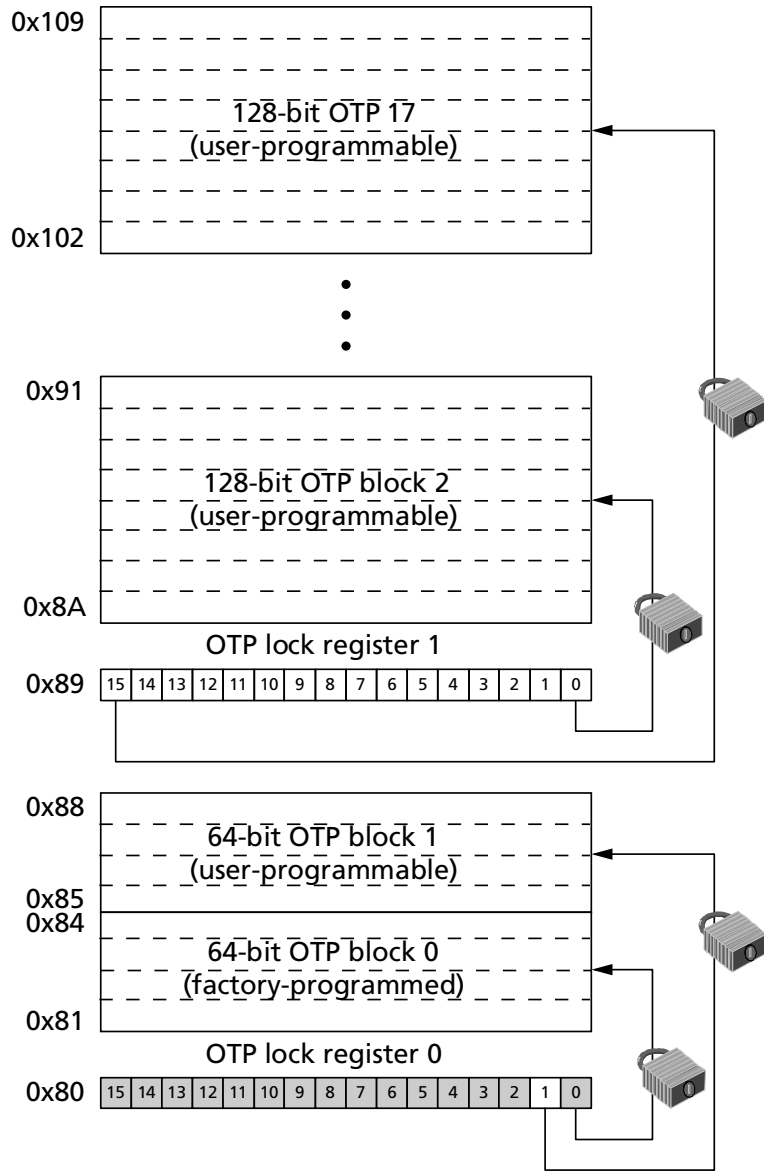 0x109
128-bit OTP 17
(user-programmable)
0x102
0x91
128-bit OTP block 2
(user-programmable)
0x8A
OTP lock register 1
0x89 15 14 13 12 11 10 9 8 7 6 5 4 3 2 1 0
0x88
64-bit OTP block 1
(user-programmable)
0x85
0x84
64-bit OTP block 0
(factory-programmed)
0x81
OTP lock register 0
0x80 15 14 13 12 11 10 9 8 7 6 5 4 3 2 1 0